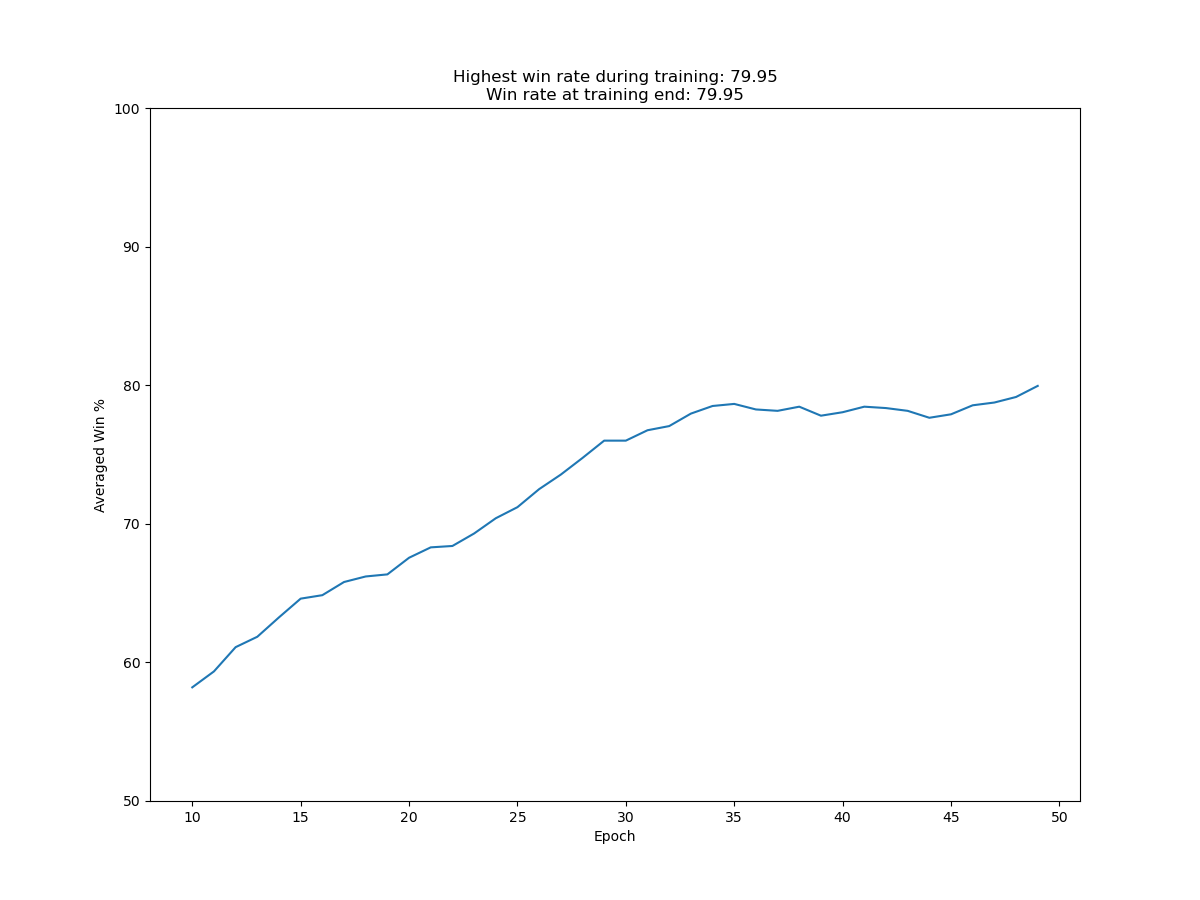 Highest win rate during training: 79.95
Win rate at training end: 79.95
100
90
80
70
60
50
Averaged Win %
10 15 20 25 30 35 40 45 50
Epoch